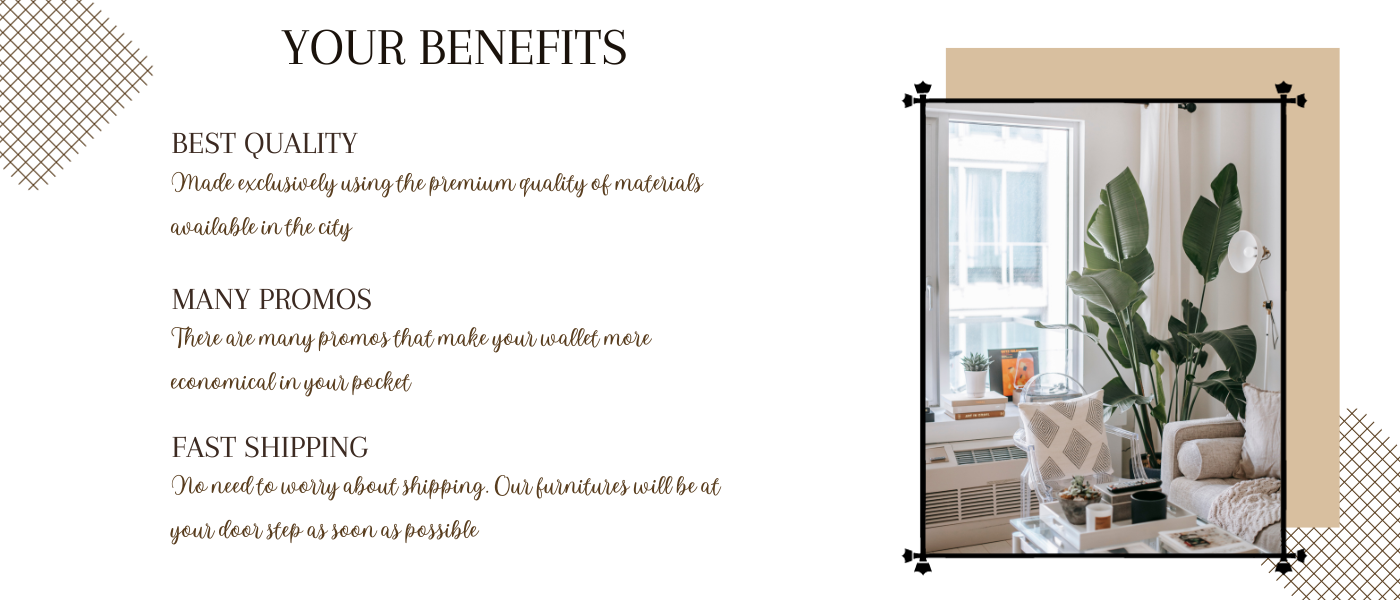 YOUR BENEFITS
BEST QUALITY
Made exclusively using the premium quality of materials
available in the city
MANY PROMOS
There are many promos that make your wallet more
economical in your pocket
FAST SHIPPING
No need to worry about shipping. Our furnitures will be at
your door step as soon as possible